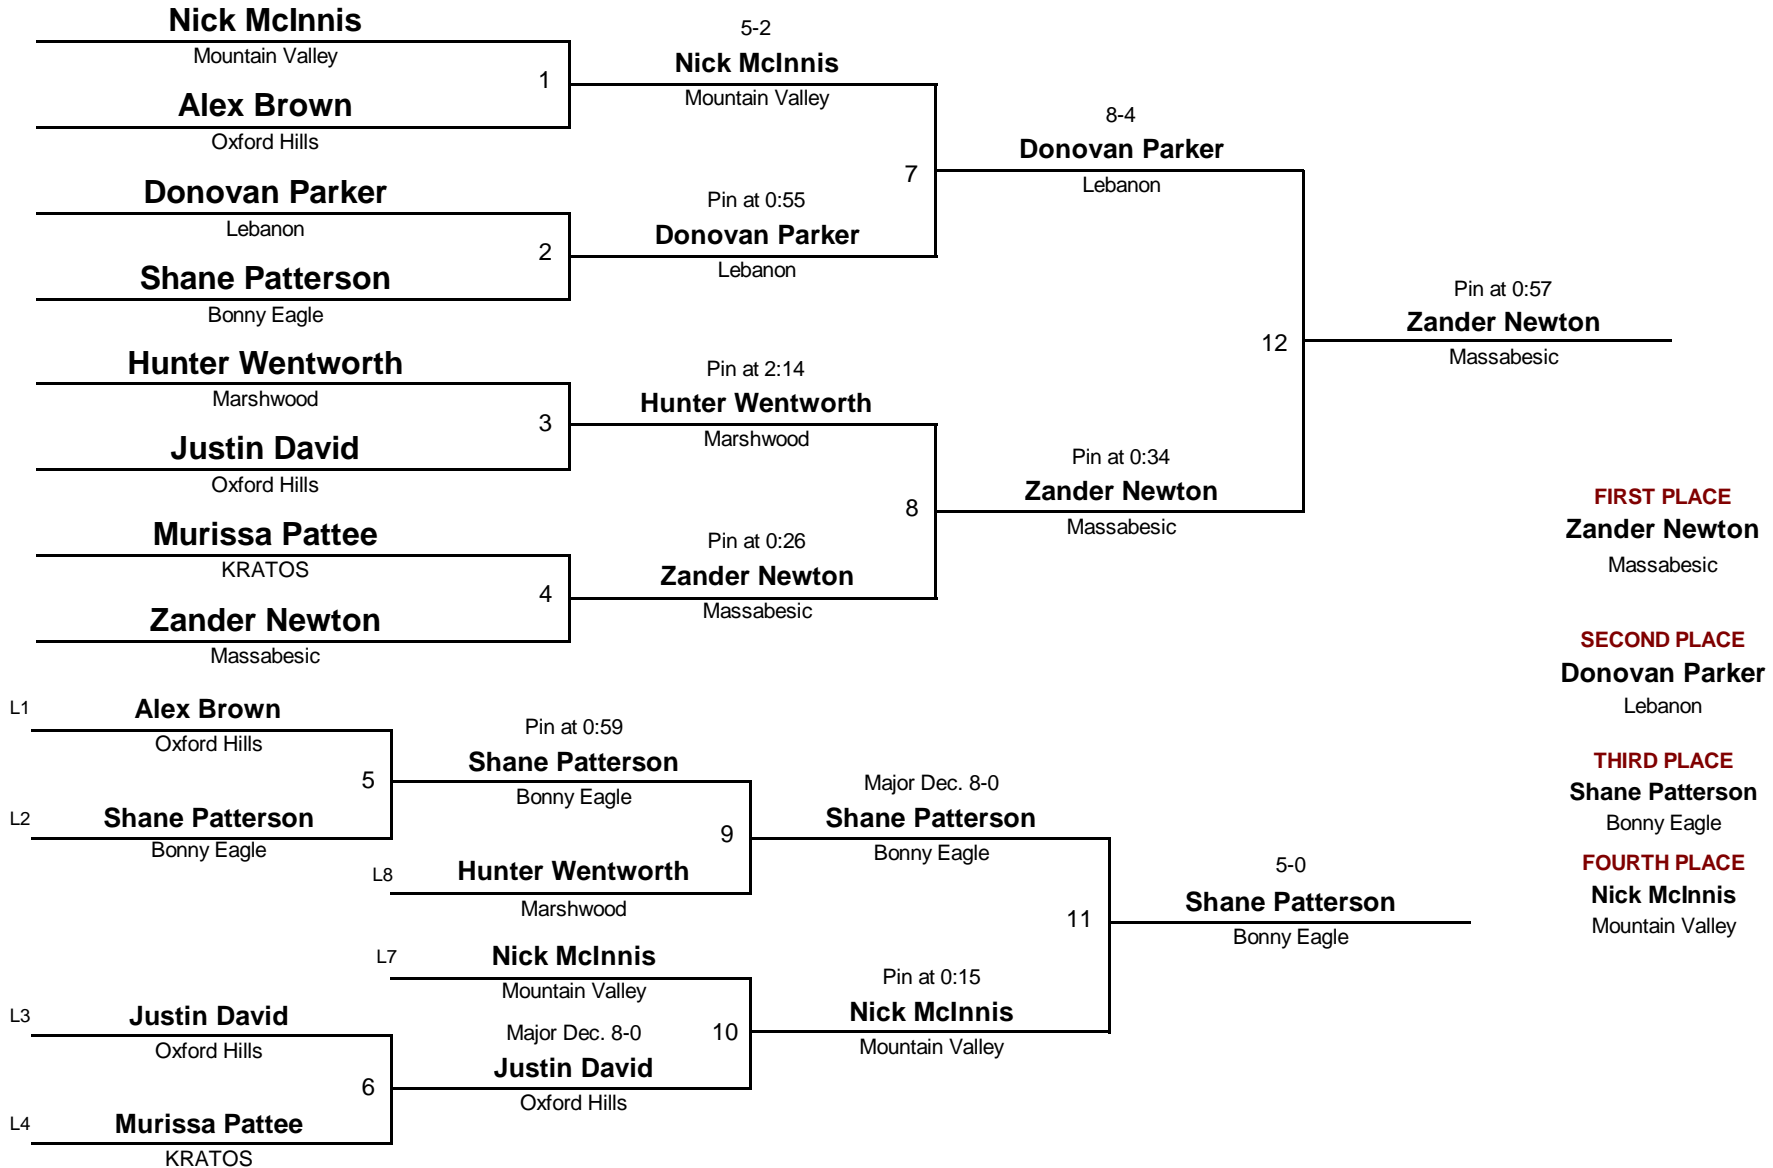 Nick McInnis
Mountain Valley
1
Alex Brown
Oxford Hills
Donovan Parker
Lebanon
2
Shane Patterson
Bonny Eagle
Hunter Wentworth
Marshwood
3
Justin David
Oxford Hills
Murissa Pattee
KRATOS
4
Zander Newton
Massabesic
5-2
Nick McInnis
Mountain Valley
7
Pin at 0:55
Donovan Parker
Lebanon
Pin at 2:14
Hunter Wentworth
Marshwood
8
Pin at 0:26
Zander Newton
Massabesic
8-4
Donovan Parker
Lebanon
12
Pin at 0:34
Zander Newton
Massabesic
Pin at 0:57
Zander Newton
Massabesic
FIRST PLACE
Zander Newton
Massabesic
SECOND PLACE
Donovan Parker
Lebanon
THIRD PLACE
Shane Patterson
Bonny Eagle
FOURTH PLACE
Nick McInnis
Mountain Valley
L1
Alex Brown
Oxford Hills
5
L2
Shane Patterson
Bonny Eagle
L3
Justin David
Oxford Hills
6
L4
Murissa Pattee
KRATOS
Pin at 0:59
Shane Patterson
Bonny Eagle
9
L8
Hunter Wentworth
Marshwood
L7
Nick McInnis
Mountain Valley
10
Major Dec. 8-0
Justin David
Oxford Hills
Major Dec. 8-0
Shane Patterson
Bonny Eagle
11
Pin at 0:15
Nick McInnis
Mountain Valley
5-0
Shane Patterson
Bonny Eagle